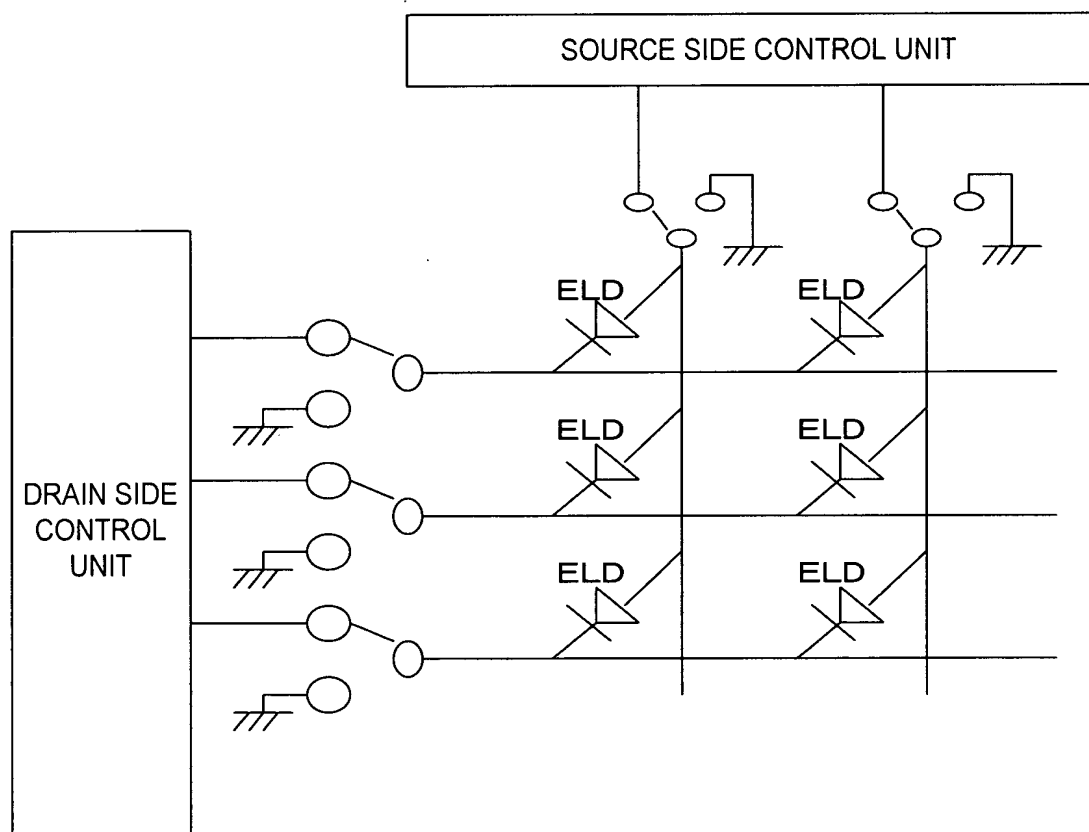 SOURCE SIDE CONTROL UNIT
ELD
ELD
ELD
ELD
DRAIN SIDE
CONTROL
UNIT
ELD
ELD